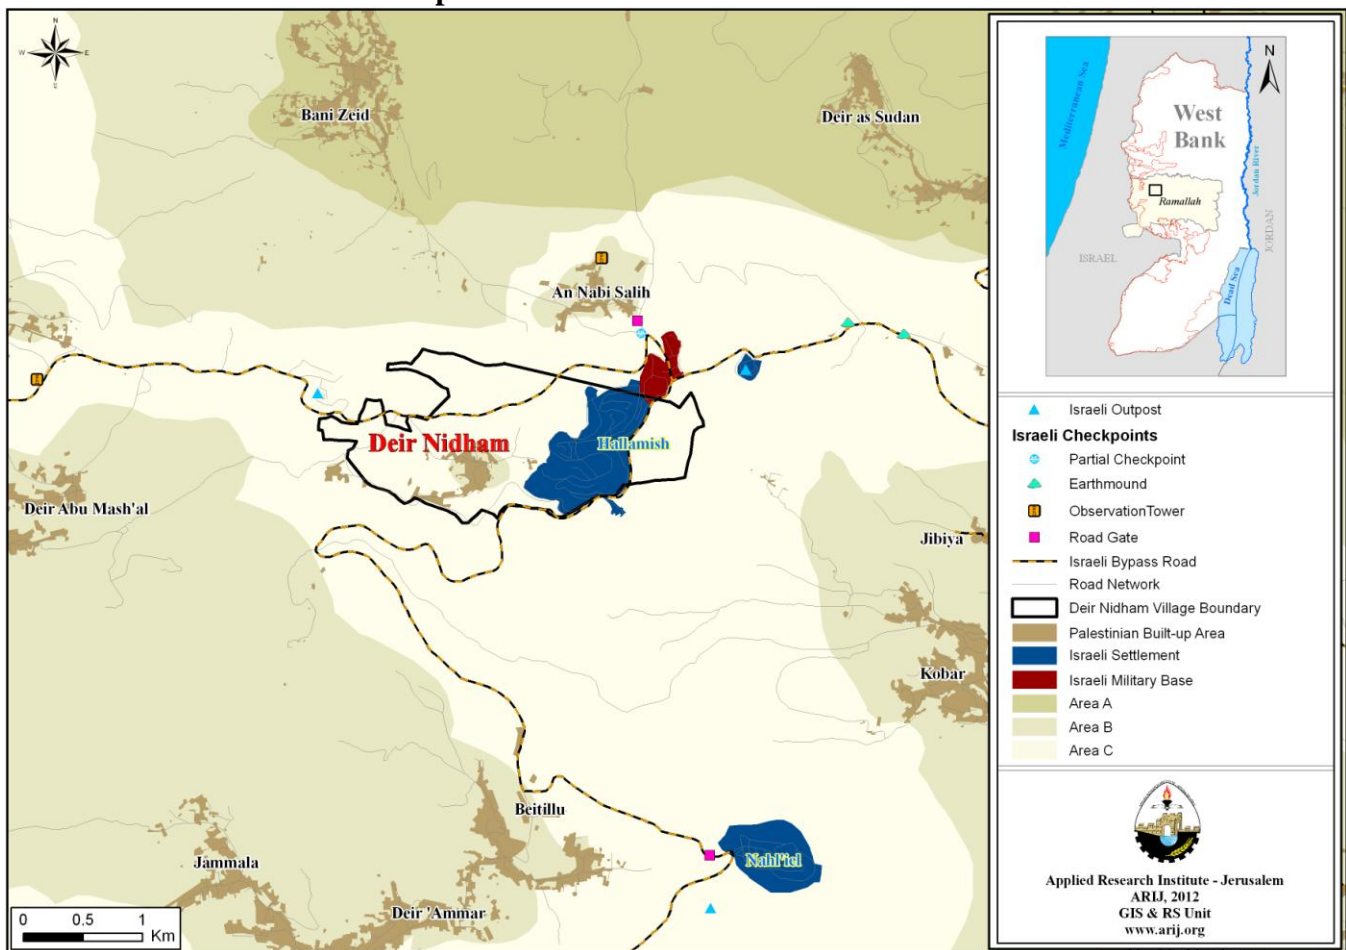 N
W
E
S
Bani Zeid
Deir as Sudan
An Nabi Salih
Deir Nidham
Hallamish
Deir Abu Mash'al
Jibiya
Kobar
Beitillu
Jammala
Nahl'iel
Deir 'Ammar
0 0.5 1
Km
N
Mediterranean Sea
West
Bank
Jordan River
Ramallah
JORDAN
ISRAEL
Dead Sea
Israeli Outpost
Israeli Checkpoints
Partial Checkpoint
Earthmound
ObservationTower
Road Gate
Israeli Bypass Road
Road Network
Deir Nidham Village Boundary
Palestinian Built-up Area
Israeli Settlement
Israeli Military Base
Area A
Area B
Area C
Applied Research Institute - Jerusalem
ARIJ, 2012
GIS & RS Unit
www.arij.org